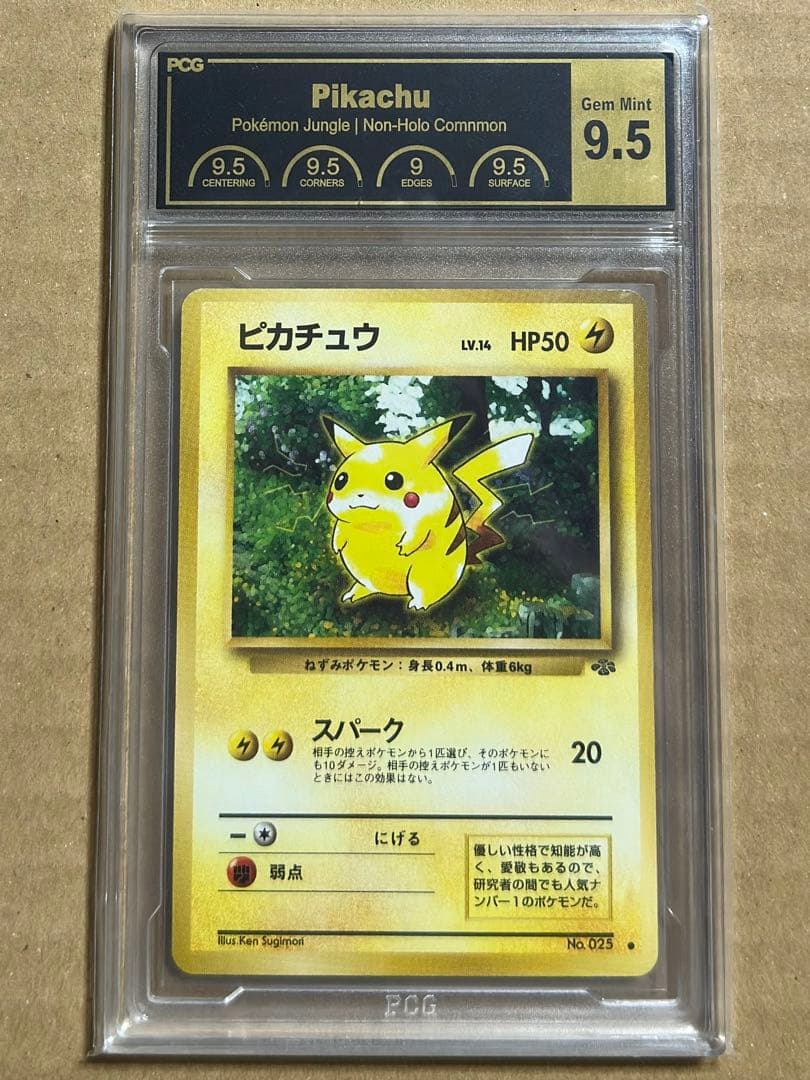 PCG
Pikachu
Pokémon Jungle | Non-Holo Comnmon
9.5 CENTERING
9.5 CORNERS
9 EDGES
9.5 SURFACE
Gem Mint
9.5
ピカチュウ LV.14 HP50
ねずみポケモン：身長0.4m、体重6kg
スパーク 20
相手の控えポケモンから1匹選び、そのポケモンに
も10ダメージ。相手の控えポケモンが1匹もいない
ときにはこの効果はない。
にげる
弱点
優しい性格で知能が高
く、愛敬もあるので、
研究者の間でも人気ナ
ンバー1のポケモンだ。
Illus.Ken Sugimori No. 025
PCG